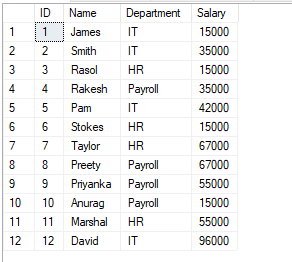 ID Name Department Salary
1 1 James IT 15000
2 2 Smith IT 35000
3 3 Rasol HR 15000
4 4 Rakesh Payroll 35000
5 5 Pam IT 42000
6 6 Stokes HR 15000
7 7 Taylor HR 67000
8 8 Preety Payroll 67000
9 9 Priyanka Payroll 55000
10 10 Anurag Payroll 15000
11 11 Marshal HR 55000
12 12 David IT 96000